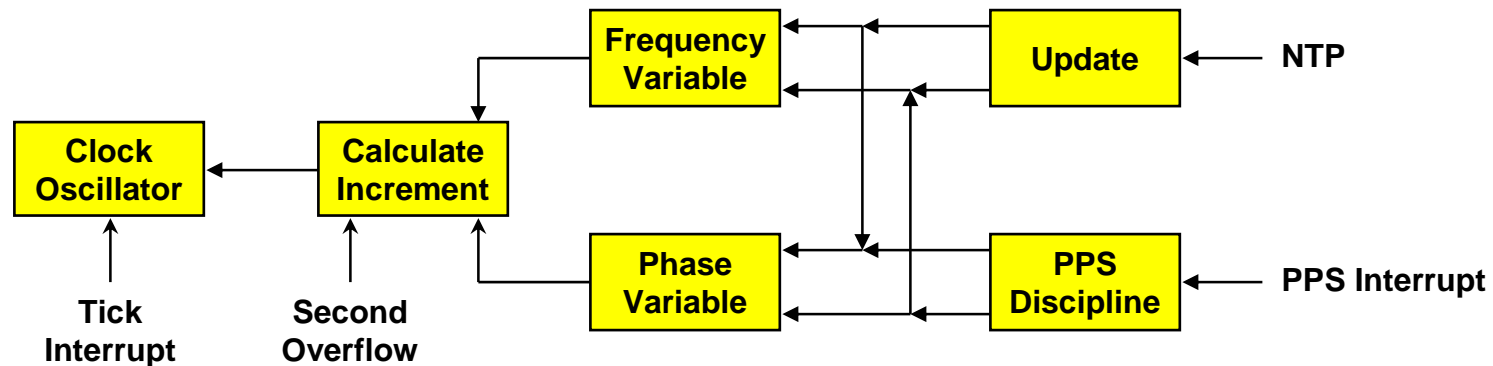 Frequency
Variable
Update
NTP
Clock
Oscillator
Calculate
Increment
Phase
Variable
PPS
Discipline
PPS Interrupt
Tick
Interrupt
Second
Overflow